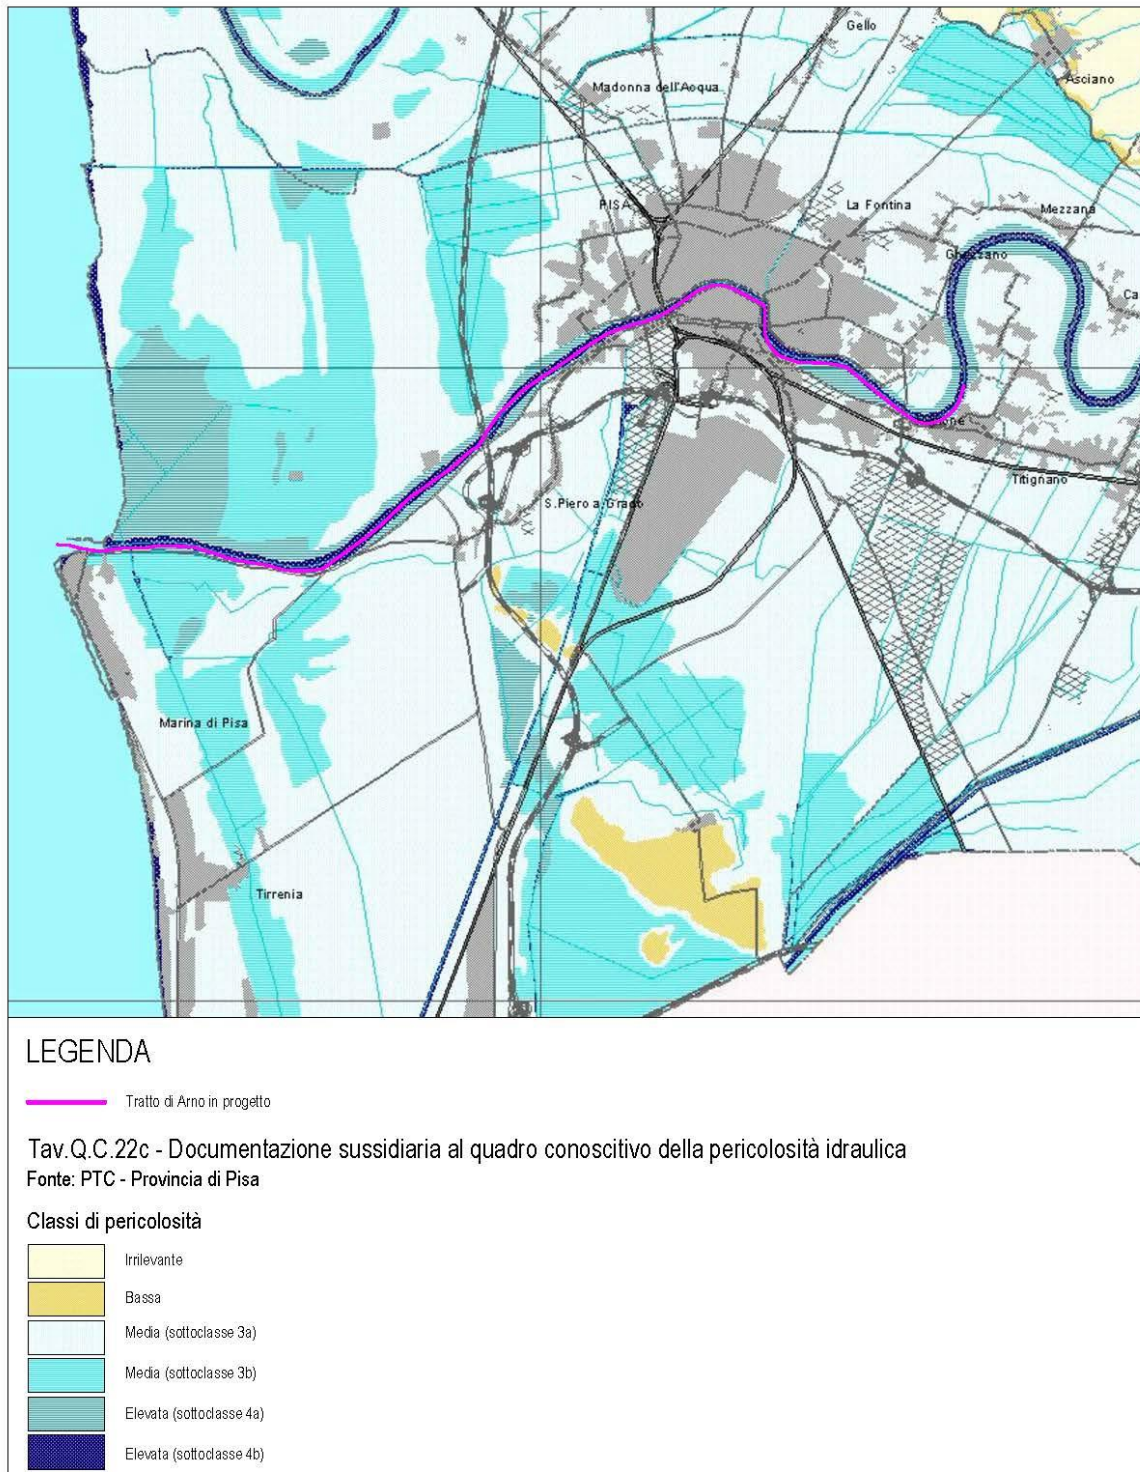 Gello
Asciano
Madonna dell'Acqua
PISA
La Fontina
Mezzana
Ghezzano
Ca
Titignano
S.Piero a Grado
Marina di Pisa
Tirrenia
LEGENDA
Tratto di Arno in progetto
Tav.Q.C.22c - Documentazione sussidiaria al quadro conoscitivo della pericolosità idraulica
Fonte: PTC - Provincia di Pisa
Classi di pericolosità
Irrilevante
Bassa
Media (sottoclasse 3a)
Media (sottoclasse 3b)
Elevata (sottoclasse 4a)
Elevata (sottoclasse 4b)